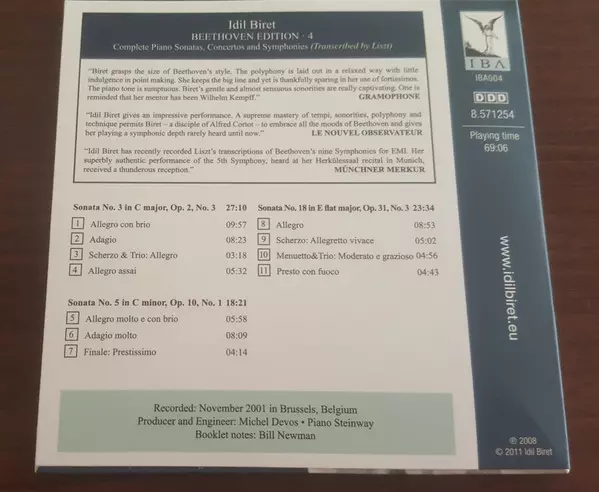 Idil Biret
BEETHOVEN EDITION · 4
Complete Piano Sonatas, Concertos and Symphonies (Transcribed by Liszt)
"Biret grasps the size of Beethoven's style. The polyphony is laid out in a relaxed way with little
indulgence in point making. She keeps the big line and yet is thankfully sparing in her use of fortissimos.
The piano tone is sumptuous. Biret's gentle and almost sensuous sonorities are really captivating. One is
reminded that her mentor has been Wilhelm Kempff."
GRAMOPHONE
"Idil Biret gives an impressive performance. A supreme mastery of tempi, sonorities, polyphony and
technique permits Biret – a disciple of Alfred Cortot – to embrace all the moods of Beethoven and gives
her playing a symphonic depth rarely heard until now."
LE NOUVEL OBSERVATEUR
"Idil Biret has recently recorded Liszt's transcriptions of Beethoven's nine Symphonies for EMI. Her
superbly authentic performance of the 5th Symphony, heard at her Herkülessaal recital in Munich,
received a thunderous reception."
MÜNCHNER MERKUR
Sonata No. 3 in C major, Op. 2, No. 3 27:10
1 Allegro con brio 09:57
2 Adagio 08:23
3 Scherzo & Trio: Allegro 03:18
4 Allegro assai 05:32
Sonata No. 5 in C minor, Op. 10, No. 1 18:21
5 Allegro molto e con brio 05:58
6 Adagio molto 08:09
7 Finale: Prestissimo 04:14
Sonata No. 18 in E flat major, Op. 31, No. 3 23:34
8 Allegro 08:53
9 Scherzo: Allegretto vivace 05:02
10 Menuetto&Trio: Moderato e grazioso 04:56
11 Presto con fuoco 04:43
Recorded: November 2001 in Brussels, Belgium
Producer and Engineer: Michel Devos • Piano Steinway
Booklet notes: Bill Newman
IBA
IBA004
DDD
8.571254
Playing time
69:06
www.idilbiret.eu
℗ 2008
© 2011 Idil Biret